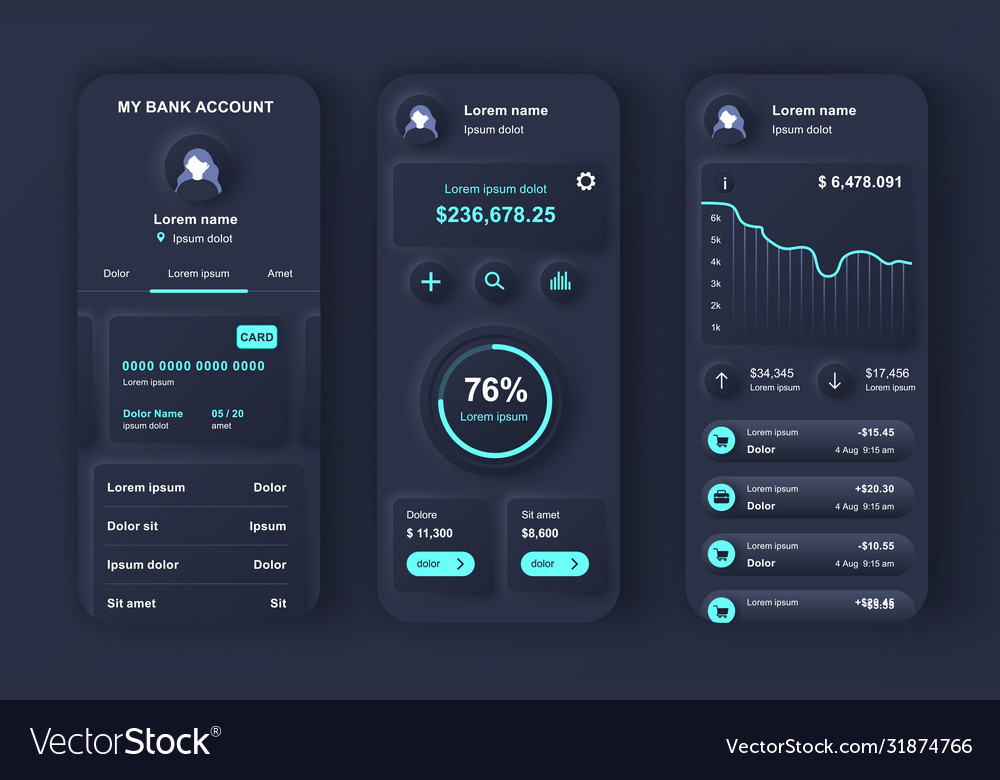 MY BANK ACCOUNT
Lorem name
Ipsum dolot
Dolor Lorem ipsum Amet
CARD
0000 0000 0000 0000
Lorem ipsum
Dolor Name 05 / 20
ipsum dolot amet
Lorem ipsum Dolor
Dolor sit Ipsum
Ipsum dolor Dolor
Sit amet Sit
Lorem name
Ipsum dolot
Lorem ipsum dolot
$236,678.25
76%
Lorem ipsum
Dolore
$ 11,300
dolor
Sit amet
$8,600
dolor
Lorem name
Ipsum dolot
i
$ 6,478.091
6k
5k
4k
3k
2k
1k
$34,345
Lorem ipsum
$17,456
Lorem ipsum
Lorem ipsum -$15.45
Dolor 4 Aug 9:15 am
Lorem ipsum +$20.30
Dolor 4 Aug 9:15 am
Lorem ipsum -$10.55
Dolor 4 Aug 9:15 am
Lorem ipsum
VectorStock®
VectorStock.com/31874766